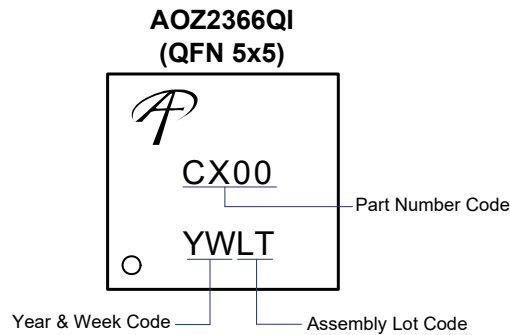 AOZ2366QI
(QFN 5x5)
CX00
Part Number Code
YWLT
Year & Week Code
Assembly Lot Code